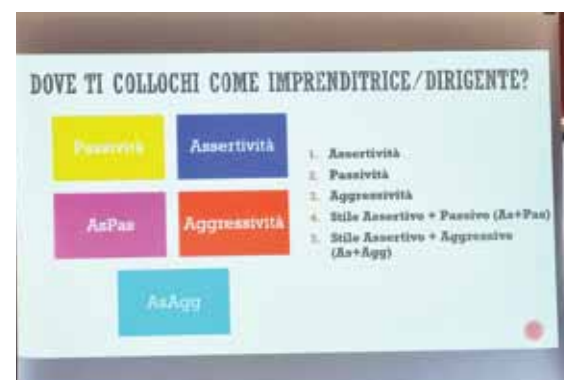 DOVE TI COLLOCHI COME IMPRENDITRICE/DIRIGENTE?
Passività
Assertività
AsPas
Aggressività
AsAgg
1. Assertività
2. Passività
3. Aggressività
4. Stile Assertivo + Passivo (As+Pas)
5. Stile Assertivo + Aggressivo
(As+Agg)